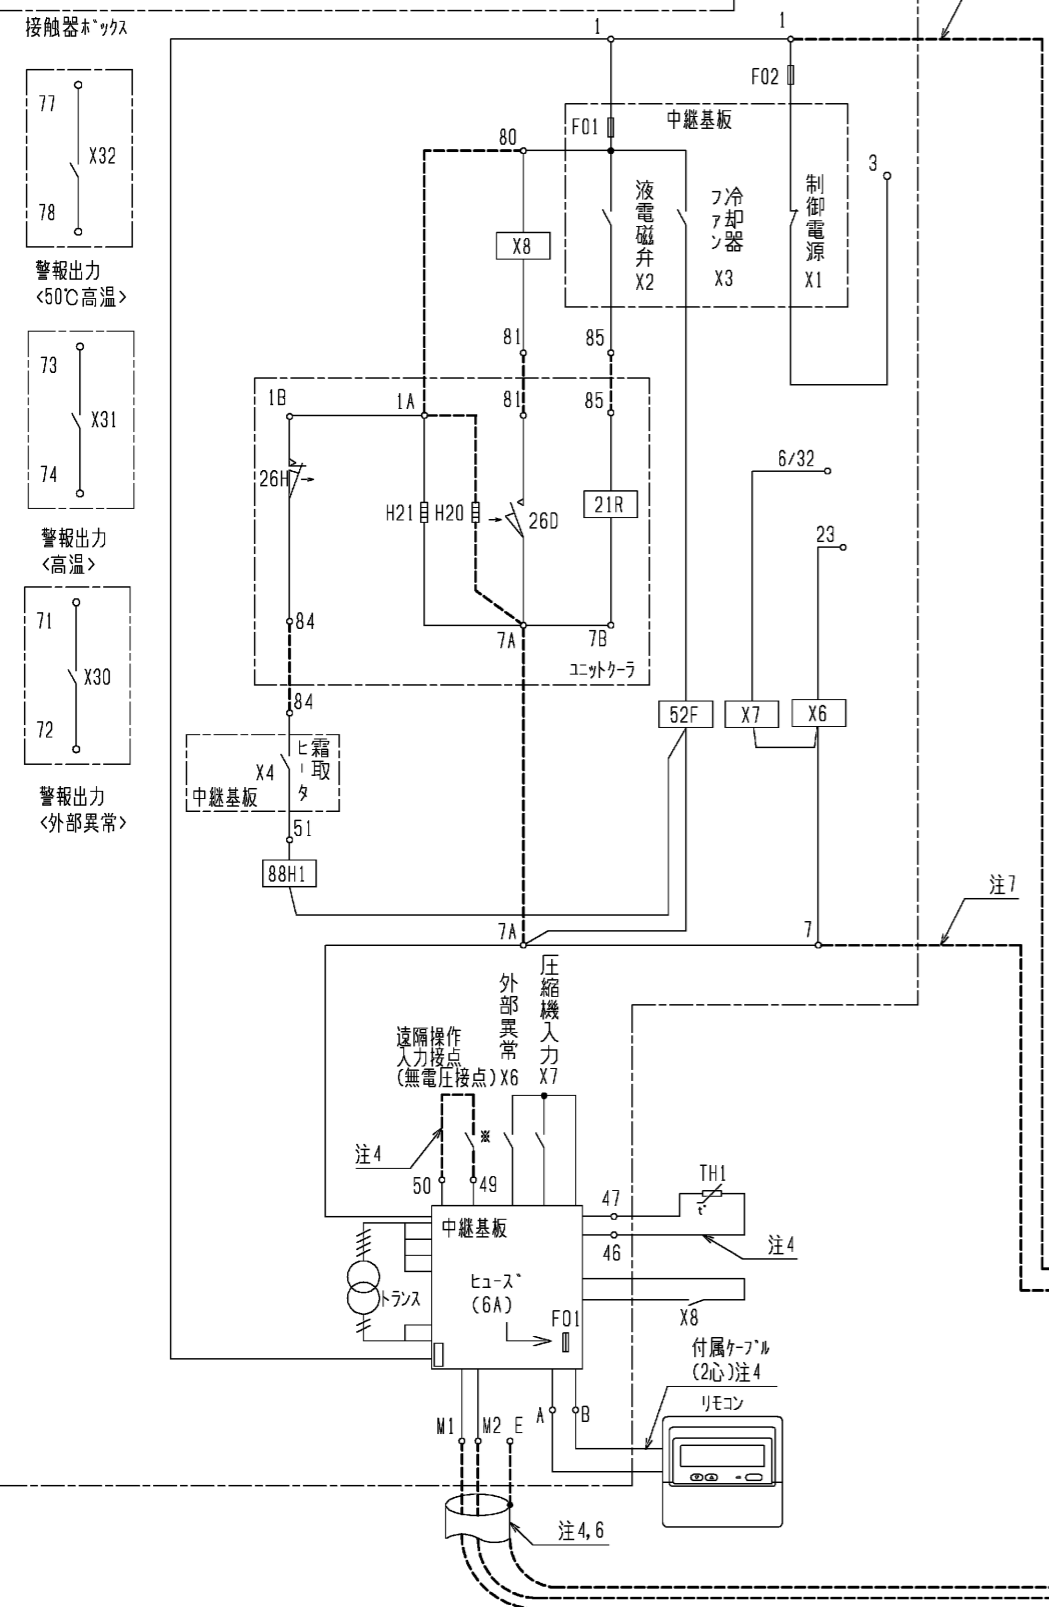 接触器ボックス
77
X32
78
警報出力
<50℃高温>
73
X31
74
警報出力
<高温>
71
X30
72
警報出力
<外部異常>
1
1
F02
F01
中継基板
80
3
液電磁弁
X2
冷却器
ファン
X3
制御電源
X1
X8
81
85
1B
1A
81
85
26H
H21
H20
26D
21R
6/32
23
84
7A
7B
ユニットクーラ
84
52F
X7
X6
X4
霜取
ヒータ
中継基板
51
88H1
注7
7A
7
外部異常
X6
圧縮機入力
X7
遠隔操作
入力接点
(無電圧接点)
※
注4
50
49
47
46
TH1
t°
注4
中継基板
ヒューズ
(6A)
F01
トランス
X8
付属ケーブル
(2心)注4
リモコン
A
B
M1
M2
E
注4,6